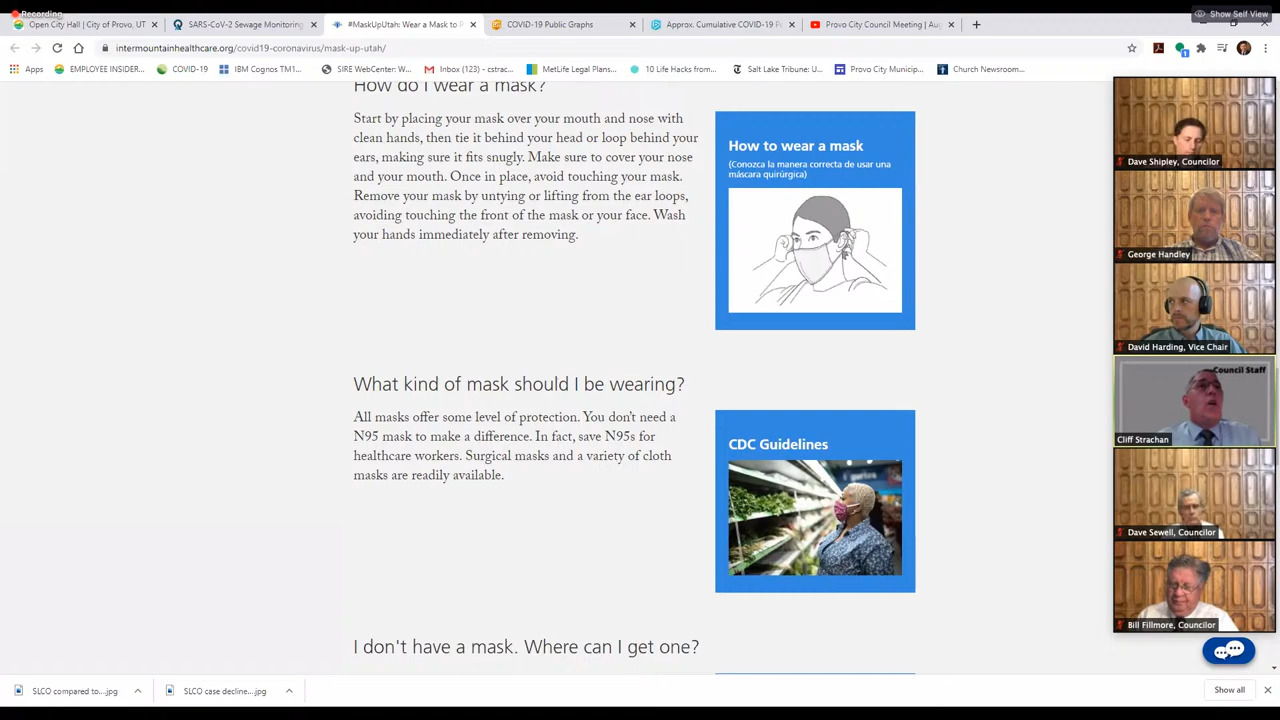 Recording
Show Self View
Open City Hall | City of Provo, UT
SARS-CoV-2 Sewage Monitoring
#MaskUpUtah: Wear a Mask to
COVID-19 Public Graphs
Approx. Cumulative COVID-19
Provo City Council Meeting | Aug
intermountainhealthcare.org/covid19-coronavirus/mask-up-utah/
Apps
EMPLOYEE INSIDER...
COVID-19
IBM Cognos TM1...
SIRE WebCenter: W...
Inbox (123) - cstrac...
MetLife Legal Plans...
10 Life Hacks from...
Salt Lake Tribune: U...
Provo City Municip...
Church Newsroom...
How do I wear a mask?
Start by placing your mask over your mouth and nose with
clean hands, then tie it behind your head or loop behind your
ears, making sure it fits snugly. Make sure to cover your nose
and your mouth. Once in place, avoid touching your mask.
Remove your mask by untying or lifting from the ear loops,
avoiding touching the front of the mask or your face. Wash
your hands immediately after removing.
How to wear a mask
(Conozca la manera correcta de usar una
máscara quirúrgica)
What kind of mask should I be wearing?
All masks offer some level of protection. You don't need a
N95 mask to make a difference. In fact, save N95s for
healthcare workers. Surgical masks and a variety of cloth
masks are readily available.
CDC Guidelines
I don't have a mask. Where can I get one?
Dave Shipley, Councilor
George Handley
David Harding, Vice Chair
Council Staff
Cliff Strachan
Dave Sewell, Councilor
Bill Fillmore, Councilor
SLCO compared to....jpg
SLCO case decline....jpg
Show all